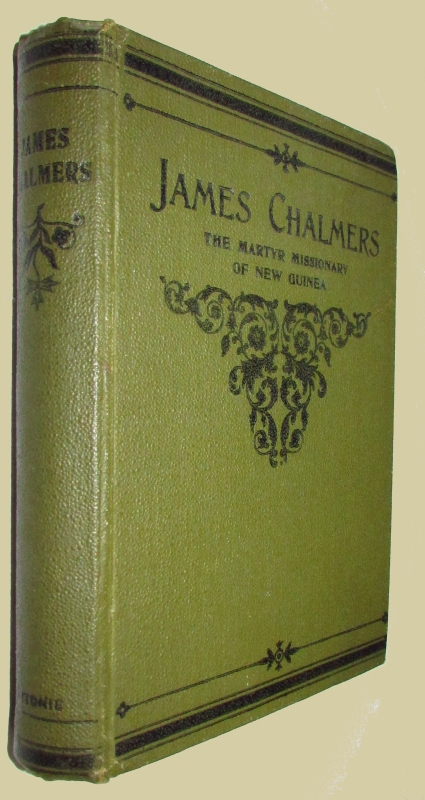 JAMES
CHALMERS
JAMES CHALMERS
THE MARTYR MISSIONARY
OF NEW GUINEA